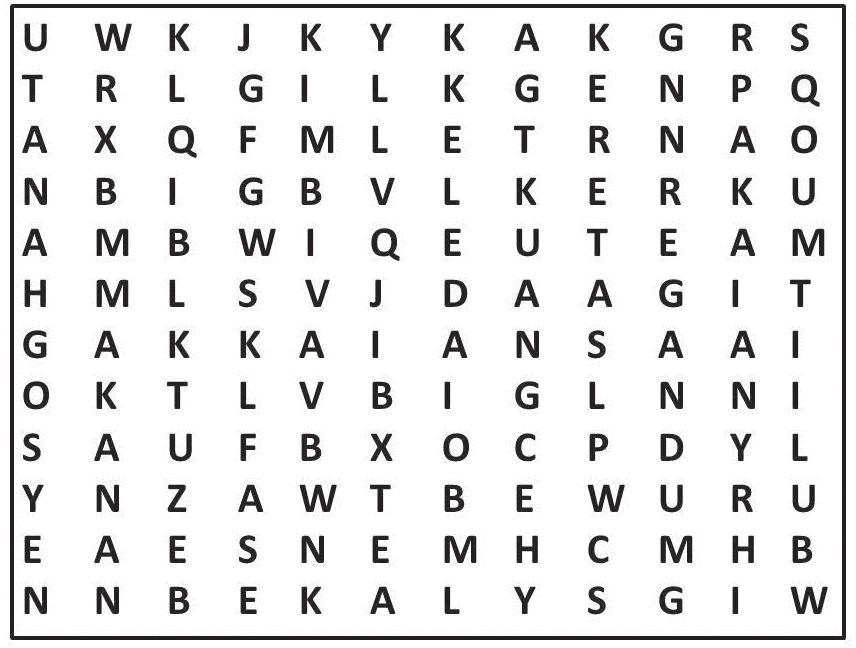 U W K J K Y K A K G R S
T R L G I L K G E N P Q
A X Q F M L E T R N A O
N B I G B V L K E R K U
A M B W I Q E U T E A M
H M L S V J D A A G I T
G A K K A I A N S A A I
O K T L V B I G L N N I
S A U F B X O C P D Y L
Y N Z A W T B E W U R U
E A E S N E M H C M H B
N N B E K A L Y S G I W